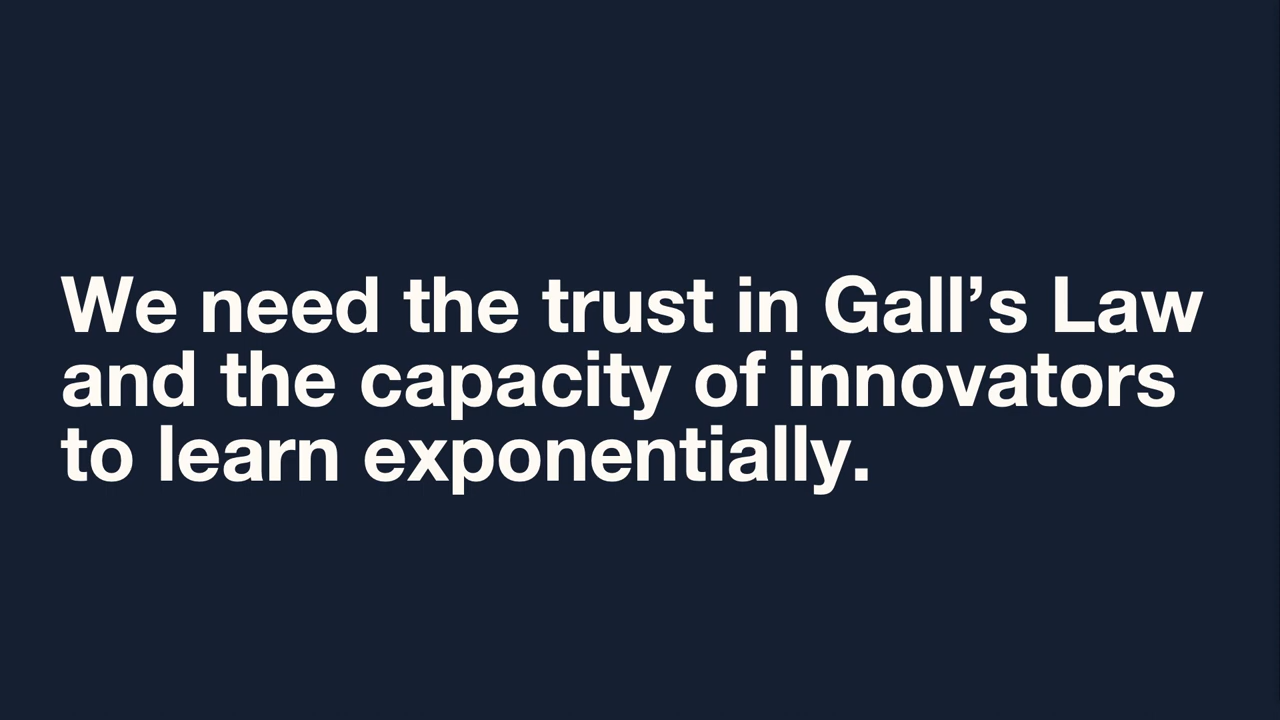 We need the trust in Gall’s Law
and the capacity of innovators
to learn exponentially.